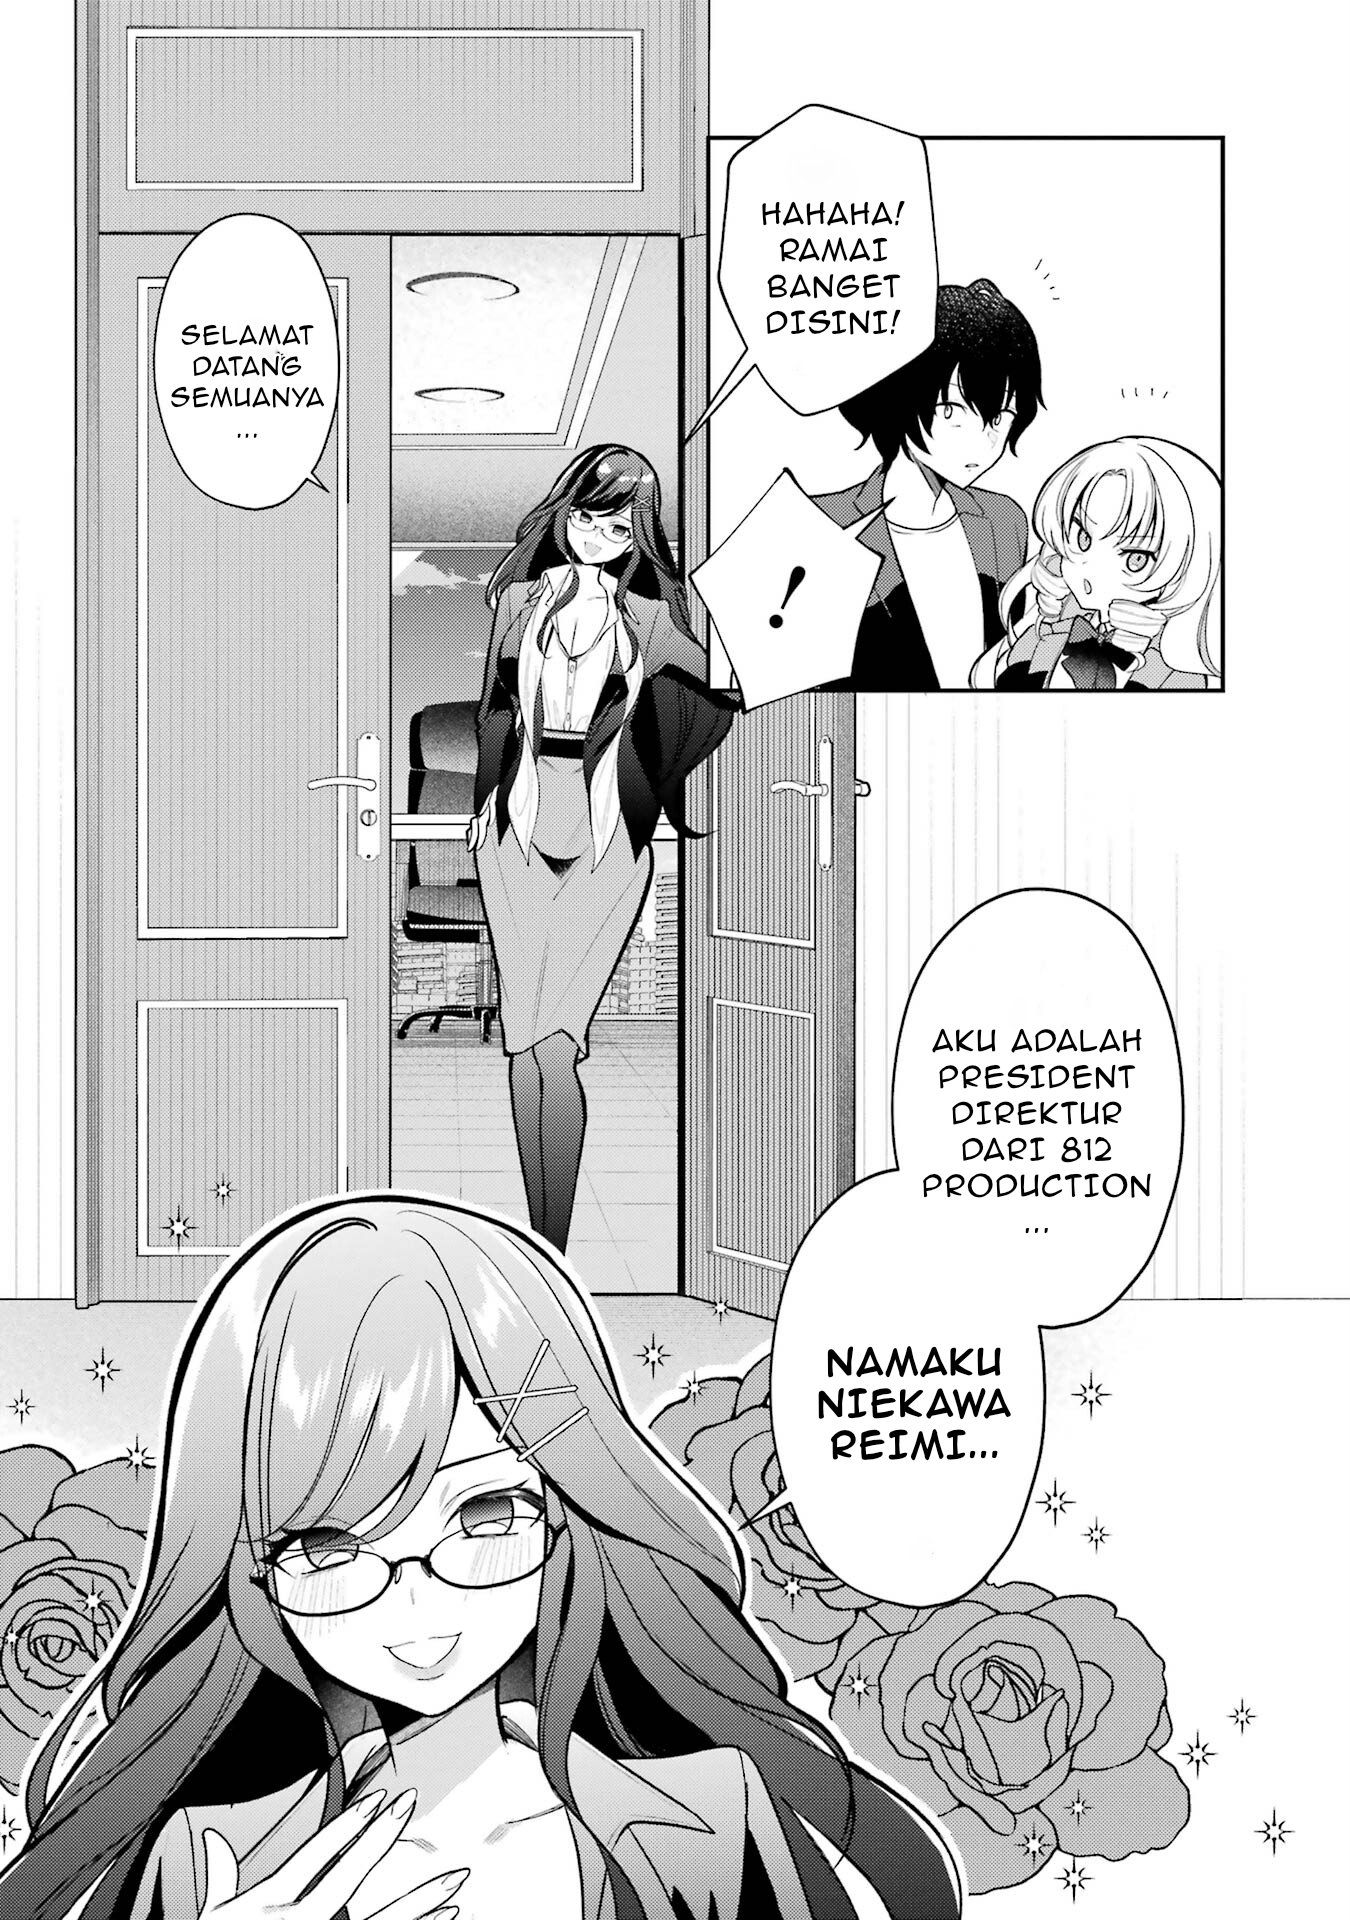 HAHAHA!
RAMAI
BANGET
DISINI!
!
SELAMAT
DATANG
SEMUANYA
...
AKU ADALAH
PRESIDENT
DIREKTUR
DARI 812
PRODUCTION
...
NAMAKU
NIEKAWA
REIMI...